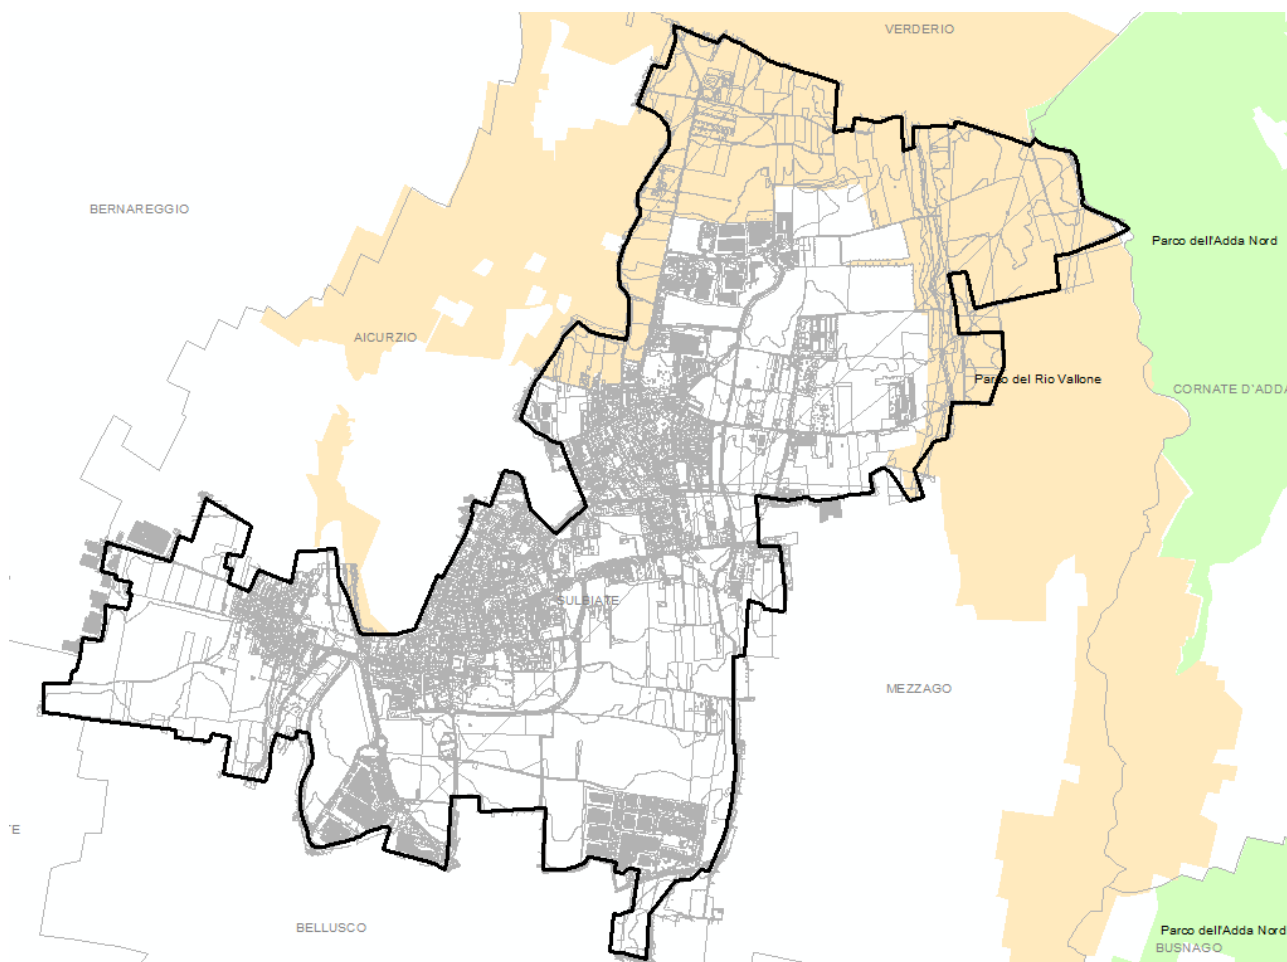 VERDERIO
BERNAREGGIO
Parco dell'Adda Nord
AICURZIO
Parco del Rio Vallone
CORNATE D'ADDA
SULBIATE
MEZZAGO
TE
BELLUSCO
Parco dell'Adda Nord
BUSNAGO